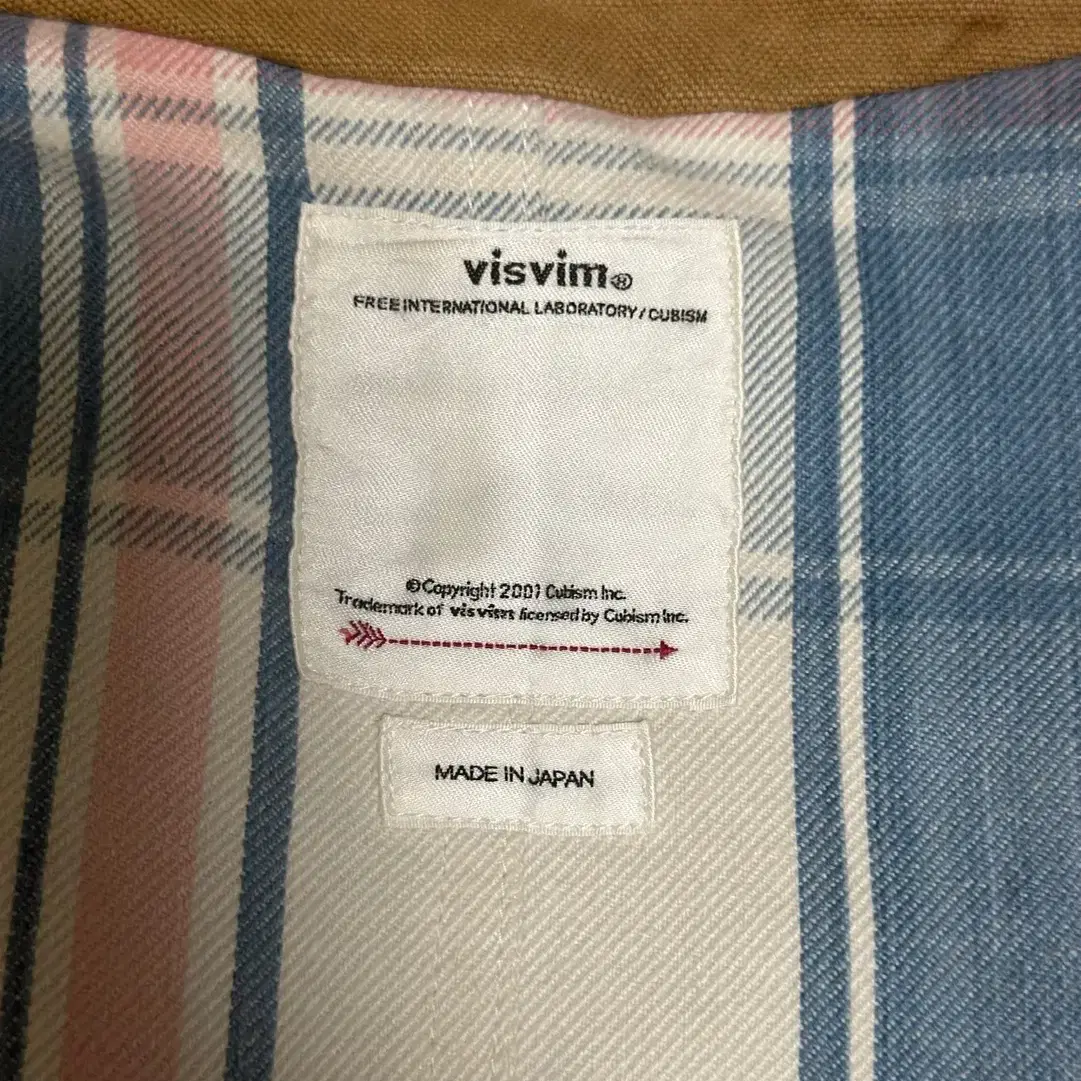 visvim®
FREE INTERNATIONAL LABORATORY / CUBISM
©Copyright 2001 Cubism Inc.
Trademark of visvim licensed by Cubism Inc.
MADE IN JAPAN